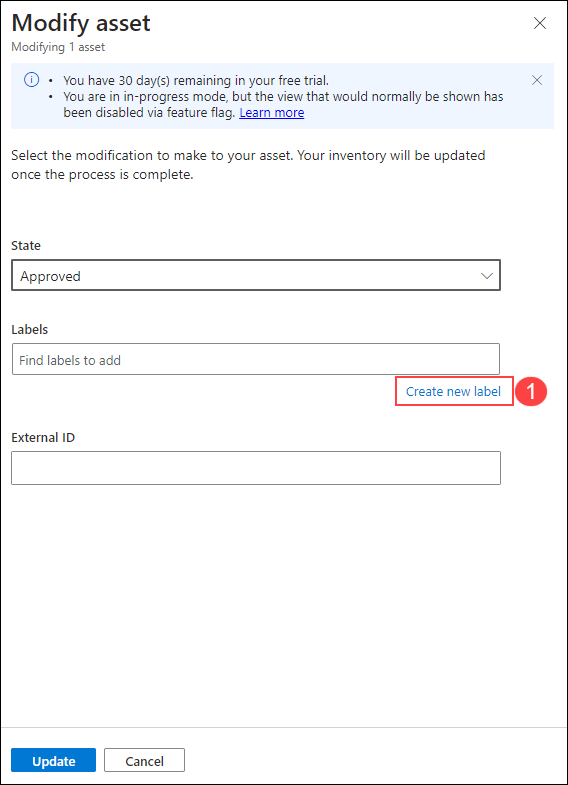 Modify asset
Modifying 1 asset
• You have 30 day(s) remaining in your free trial.
• You are in in-progress mode, but the view that would normally be shown has
been disabled via feature flag. Learn more
Select the modification to make to your asset. Your inventory will be updated
once the process is complete.
State
Approved
Labels
Find labels to add
Create new label 1
External ID
Update Cancel